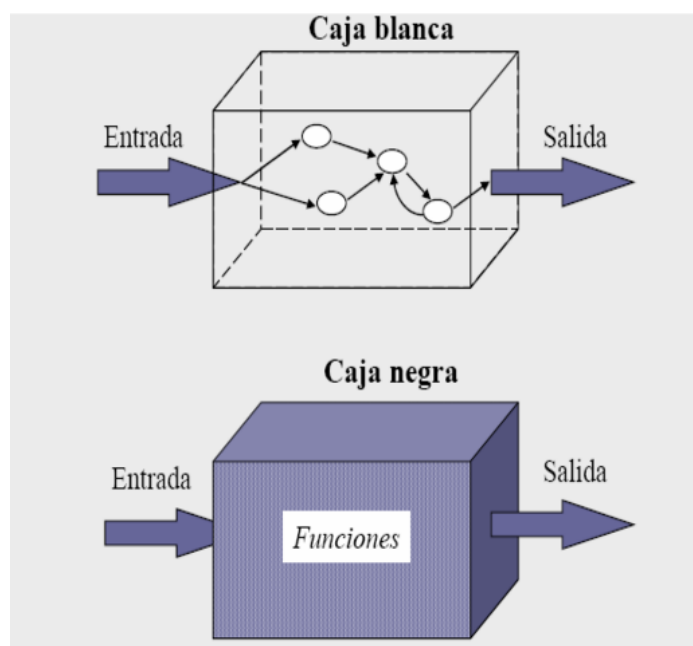 Caja blanca
Entrada
Salida
Caja negra
Entrada
Salida
Funciones